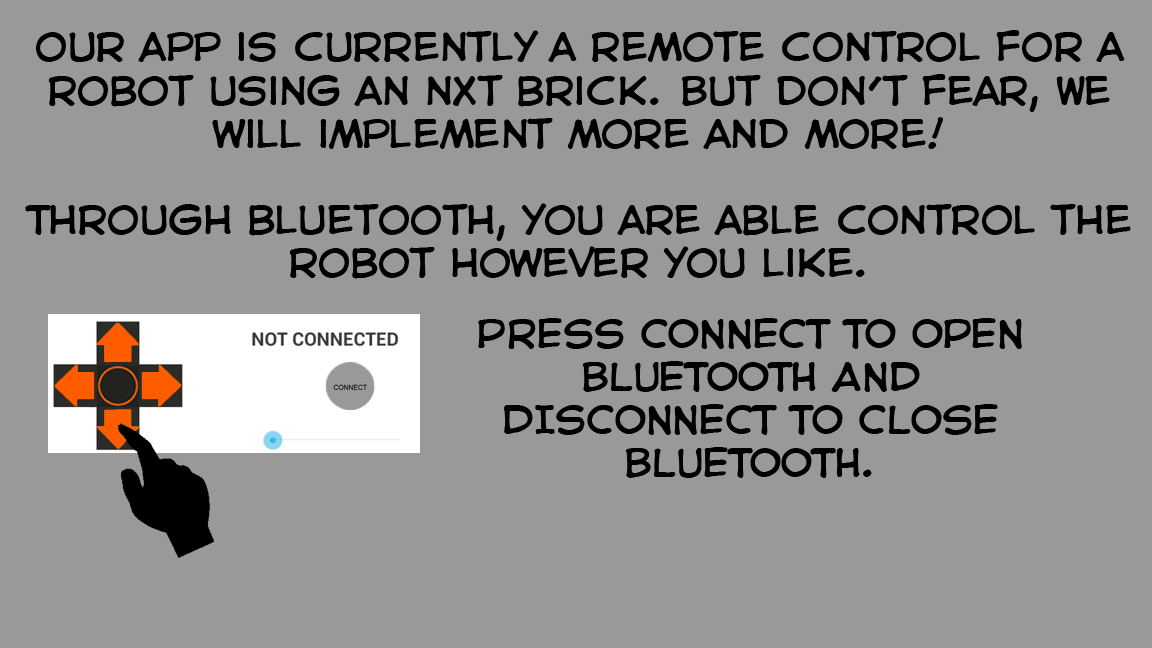 OUR APP IS CURRENTLY A REMOTE CONTROL FOR A
ROBOT USING AN NXT BRICK. BUT DON'T FEAR, WE
WILL IMPLEMENT MORE AND MORE!
THROUGH BLUETOOTH, YOU ARE ABLE CONTROL THE
ROBOT HOWEVER YOU LIKE.
NOT CONNECTED
CONNECT
PRESS CONNECT TO OPEN
BLUETOOTH AND
DISCONNECT TO CLOSE
BLUETOOTH.